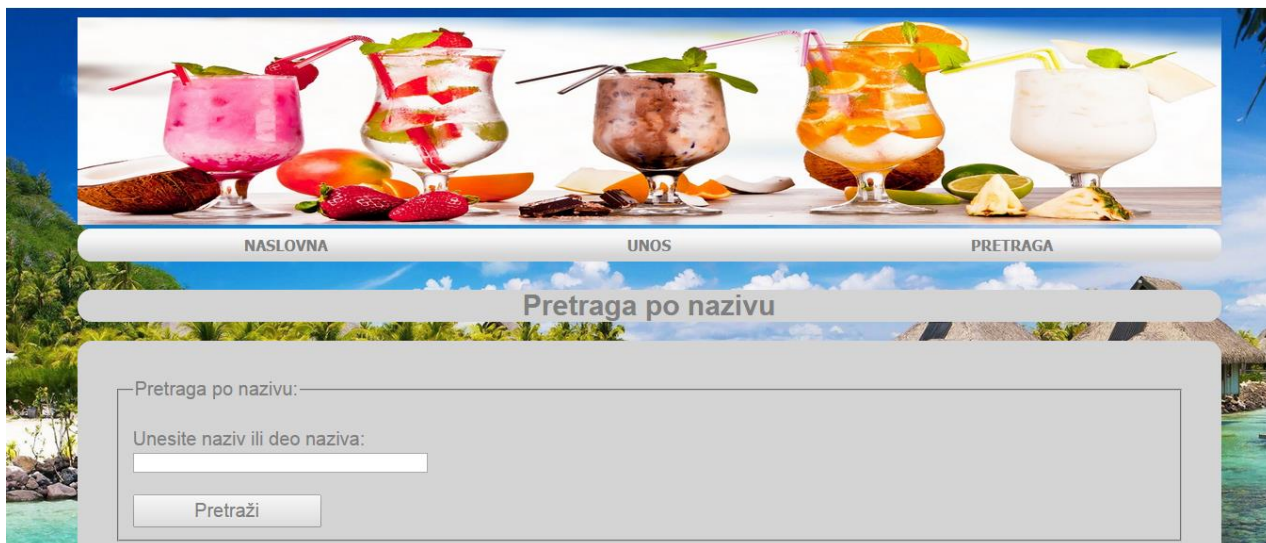 NASLOVNA UNOS PRETRAGA
Pretraga po nazivu
Pretraga po nazivu:
Unesite naziv ili deo naziva:
Pretraži